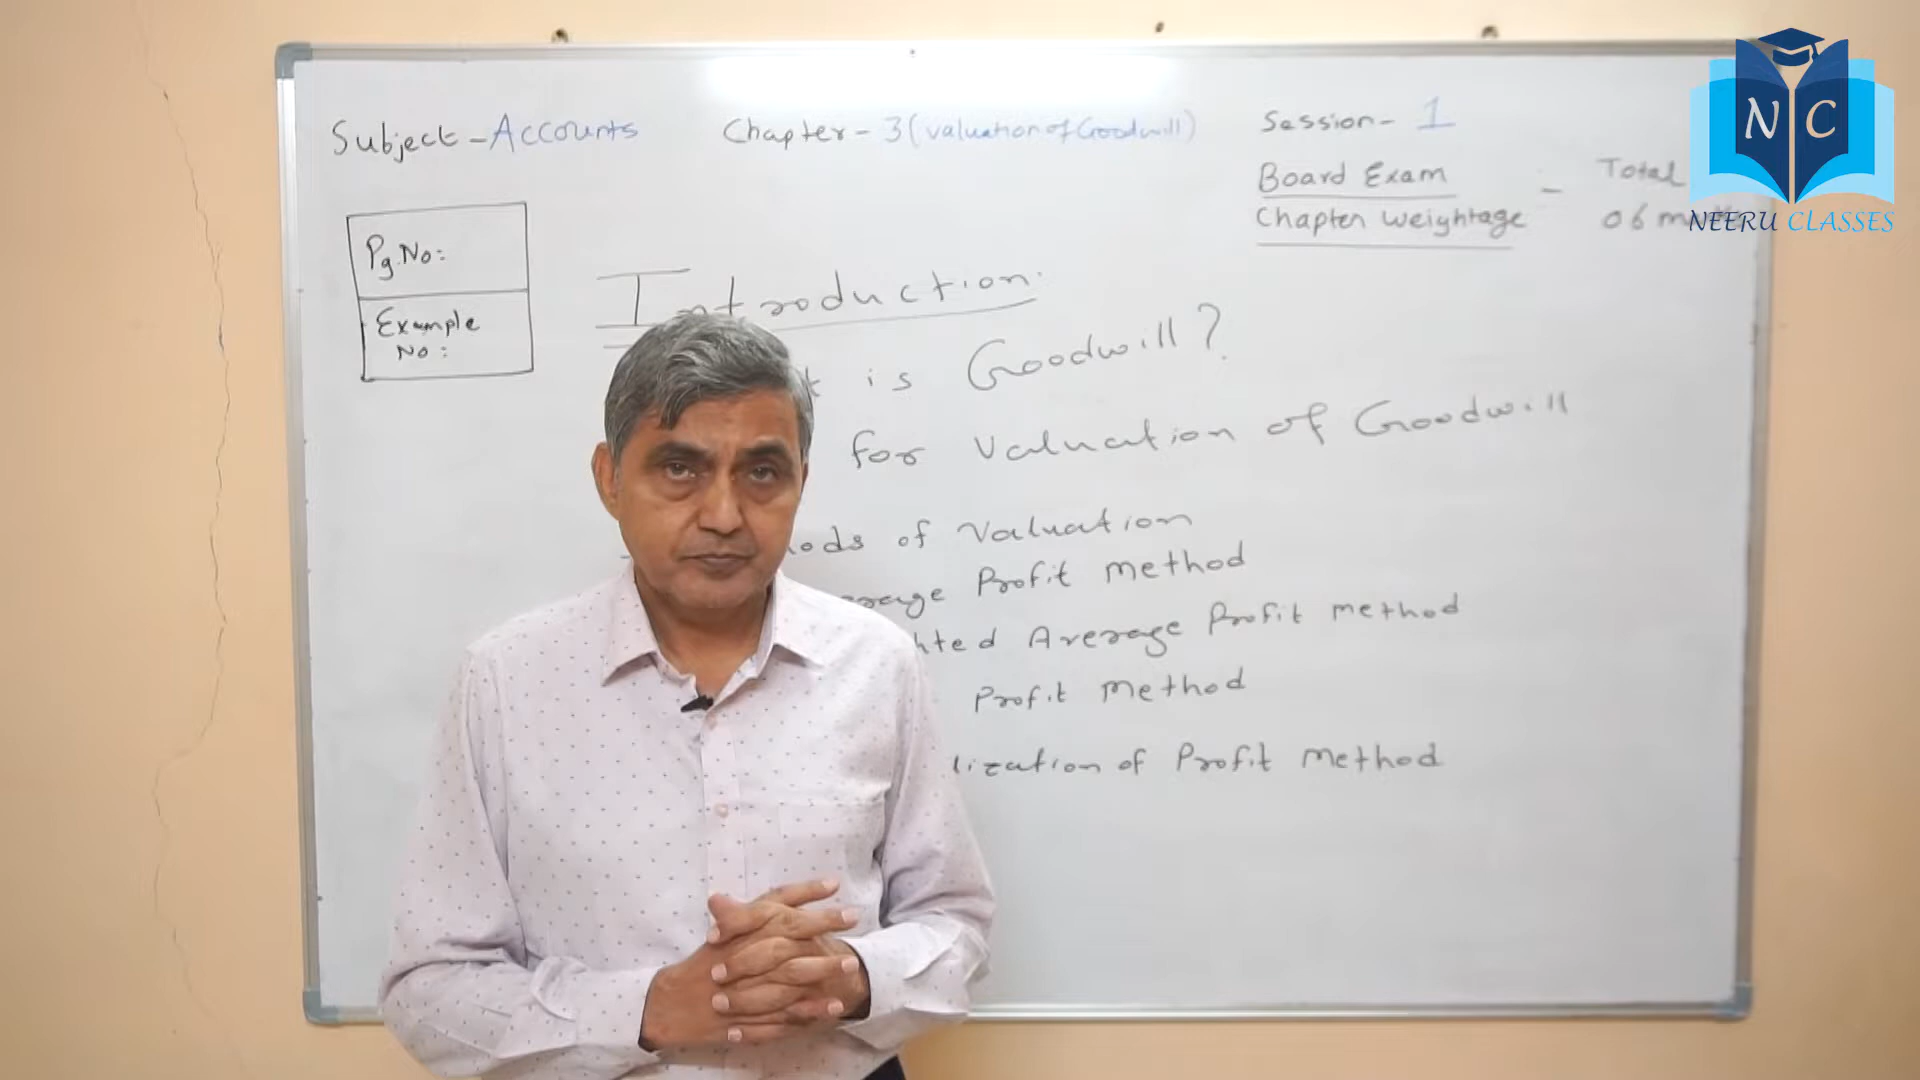 Subject - Accounts
Chapter - 3 (valuation of Goodwill)
Session - 1
Board Exam
Chapter weightage
- Total
06
N C
NEERU CLASSES
Pg. No:
Example
No:
Introduction.
is Goodwill?
for valuation of Goodwill
of valuation
Profit method
Average Profit method
Profit method
of Profit method